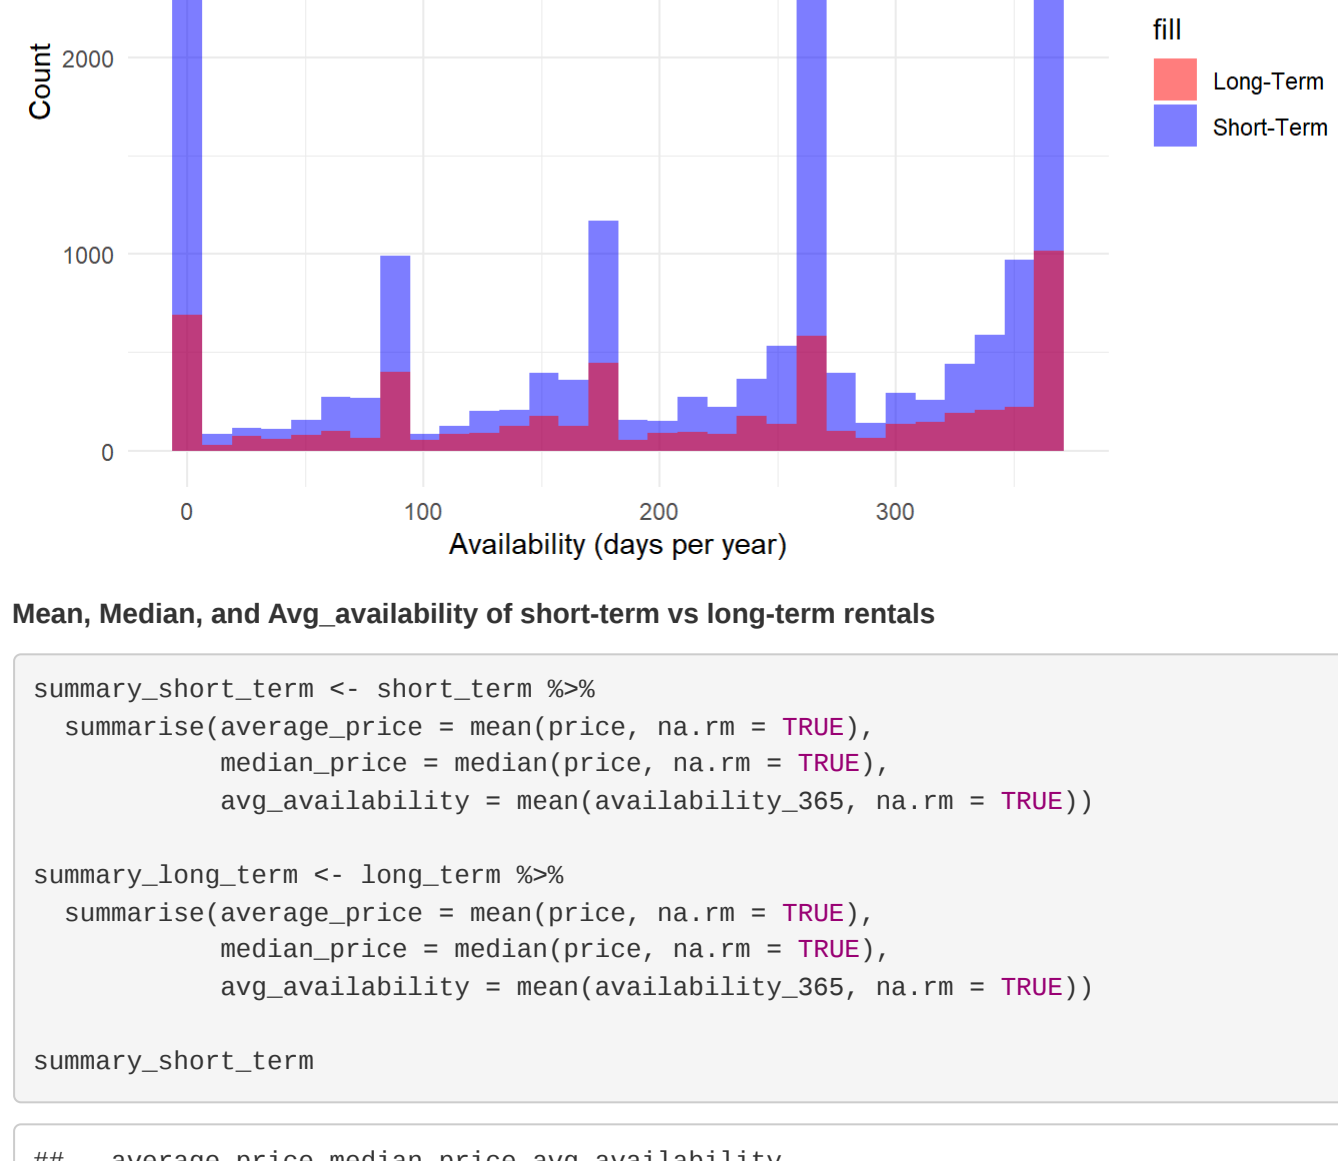 fill
Long-Term
Short-Term
Count
2000
1000
0
0 100 200 300
Availability (days per year)
Mean, Median, and Avg_availability of short-term vs long-term rentals
summary_short_term <- short_term %>%
  summarise(average_price = mean(price, na.rm = TRUE),
            median_price = median(price, na.rm = TRUE),
            avg_availability = mean(availability_365, na.rm = TRUE))
summary_long_term <- long_term %>%
  summarise(average_price = mean(price, na.rm = TRUE),
            median_price = median(price, na.rm = TRUE),
            avg_availability = mean(availability_365, na.rm = TRUE))
summary_short_term
##   average_price median_price avg_availability